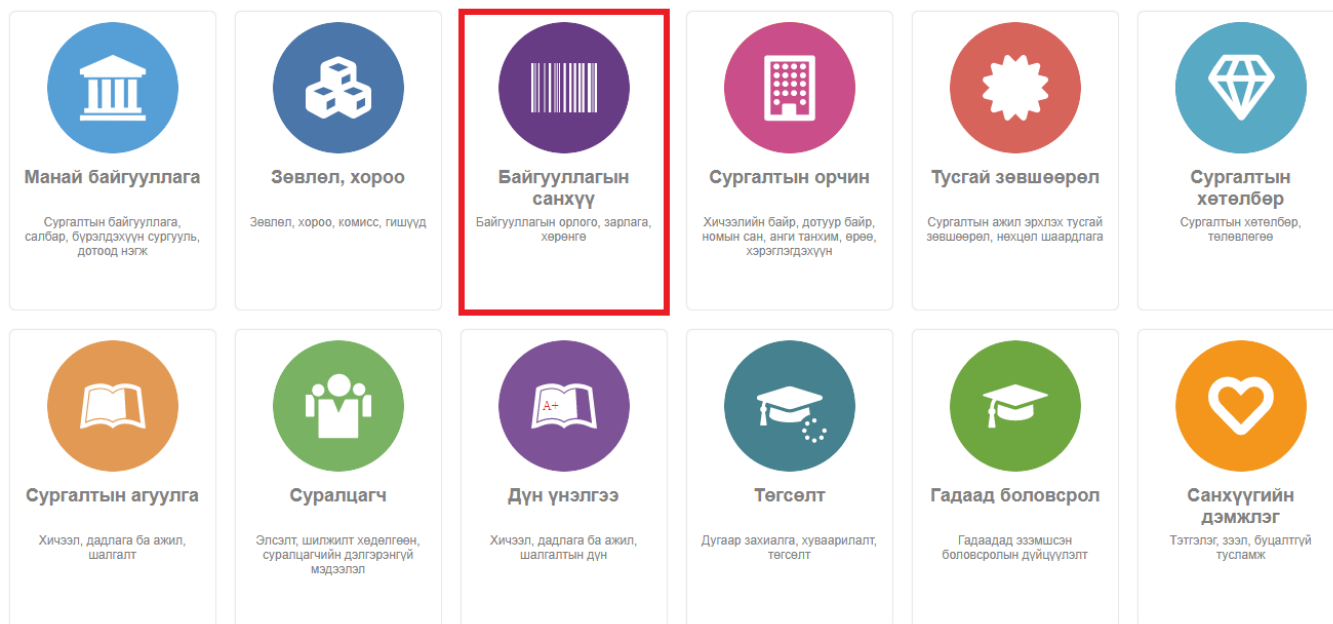 Манай байгууллага
Сургалтын байгууллага,
салбар, бүрэлдэхүүн сургууль,
дотоод нэгж
Зөвлөл, хороо
Зөвлөл, хороо, комисс, гишүүд
Байгууллагын
санхүү
Байгууллагын орлого, зарлага,
хөрөнгө
Сургалтын орчин
Хичээлийн байр, дотуур байр,
номын сан, анги танхим, өрөө,
хэрэглэгдэхүүн
Тусгай зөвшөөрөл
Сургалтын ажил эрхлэх тусгай
зөвшөөрөл, нөхцөл шаардлага
Сургалтын
хөтөлбөр
Сургалтын хөтөлбөр,
төлөвлөгөө
Сургалтын агуулга
Хичээл, дадлага ба ажил,
шалгалт
Суралцагч
Элсэлт, шилжилт хөдөлгөөн,
суралцагчийн дэлгэрэнгүй
мэдээлэл
A+
Дүн үнэлгээ
Хичээл, дадлага ба ажил,
шалгалтын дүн
Төгсөлт
Дугаар захиалга, хуваарилалт,
төгсөлт
Гадаад боловсрол
Гадаадад эзэмшсэн
боловсролын дүйцүүлэлт
Санхүүгийн
дэмжлэг
Тэтгэлэг, зээл, буцалтгүй
тусламж